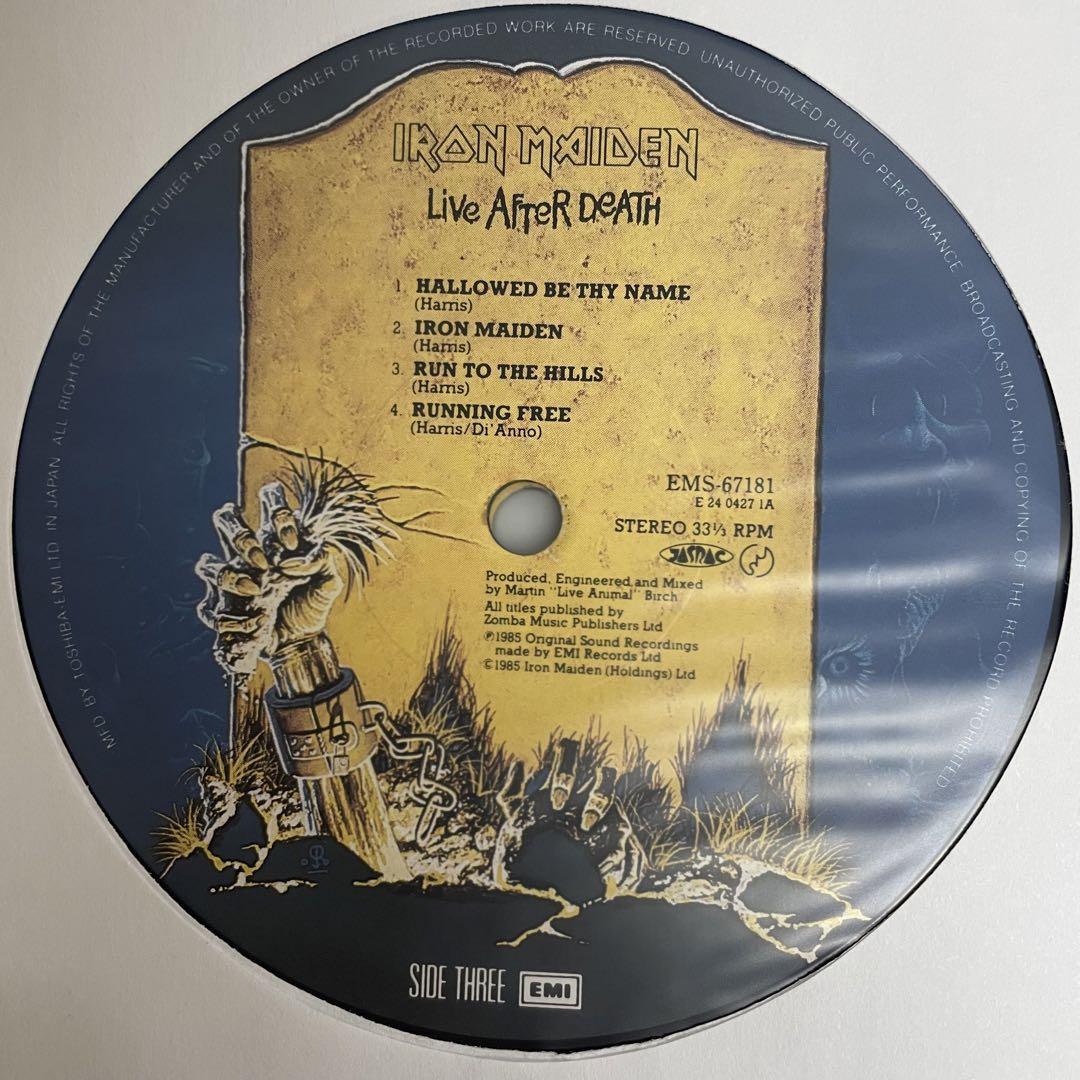 MFD BY TOSHIBA-EMI LTD IN JAPAN ALL RIGHTS OF THE MANUFACTURER AND OF THE OWNER OF THE RECORDED WORK ARE RESERVED UNAUTHORIZED PUBLIC PERFORMANCE BROADCASTING AND COPYING OF THE RECORD PROHIBITED
IRON MAIDEN
Live After Death
1. HALLOWED BE THY NAME
(Harris)
2. IRON MAIDEN
(Harris)
3. RUN TO THE HILLS
(Harris)
4. RUNNING FREE
(Harris/Di'Anno)
EMS-67181
E 24 0427 1A
STEREO 33⅓ RPM
JASRAC
Produced, Engineered and Mixed
by Martin "Live Animal" Birch
All titles published by
Zomba Music Publishers Ltd
℗1985 Original Sound Recordings
made by EMI Records Ltd
©1985 Iron Maiden (Holdings) Ltd
SIDE THREE EMI